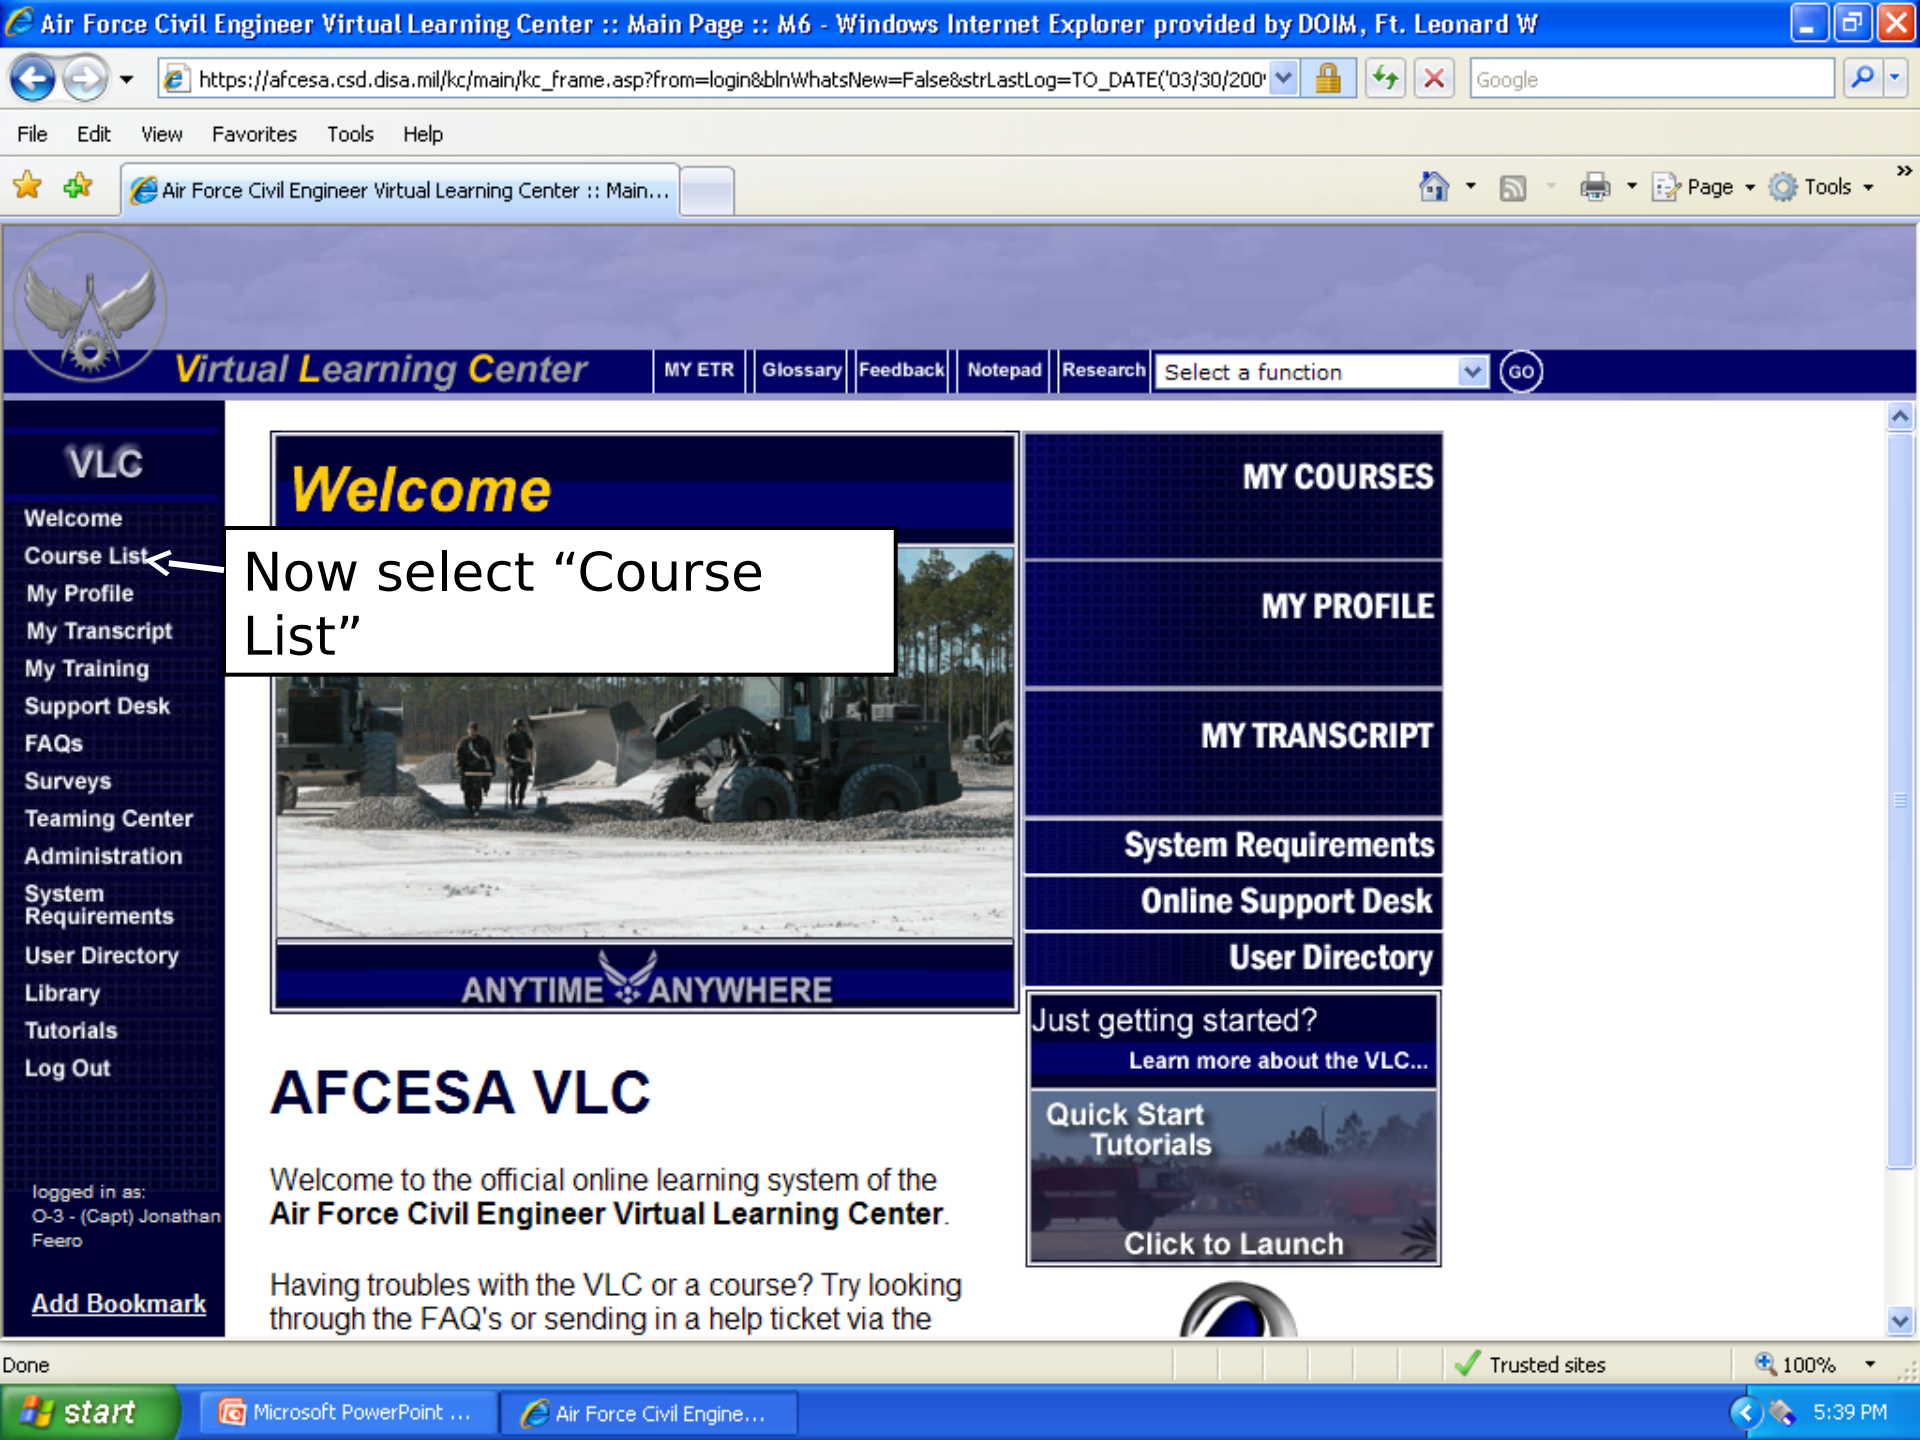 Air Force Civil Engineer Virtual Learning Center :: Main Page :: M6 - Windows Internet Explorer provided by DOIM, Ft. Leonard W
https://afcesa.csd.disa.mil/kc/main/kc_frame.asp?from=login&blnWhatsNew=False&strLastLog=TO_DATE('03/30/200
Google
File Edit View Favorites Tools Help
Air Force Civil Engineer Virtual Learning Center :: Main...
Page Tools »
Virtual Learning Center
MY ETR Glossary Feedback Notepad Research Select a function GO
VLC
Welcome
Course List
My Profile
My Transcript
My Training
Support Desk
FAQs
Surveys
Teaming Center
Administration
System
Requirements
User Directory
Library
Tutorials
Log Out
logged in as:
O-3 - (Capt) Jonathan
Feero
Add Bookmark
Welcome
Now select “Course
List”
ANYTIME ANYWHERE
MY COURSES
MY PROFILE
MY TRANSCRIPT
System Requirements
Online Support Desk
User Directory
Just getting started?
Learn more about the VLC...
Quick Start
Tutorials
Click to Launch
AFCESA VLC
Welcome to the official online learning system of the
Air Force Civil Engineer Virtual Learning Center.
Having troubles with the VLC or a course? Try looking
through the FAQ's or sending in a help ticket via the
Done
Trusted sites
100%
start
Microsoft PowerPoint ...
Air Force Civil Engine...
5:39 PM